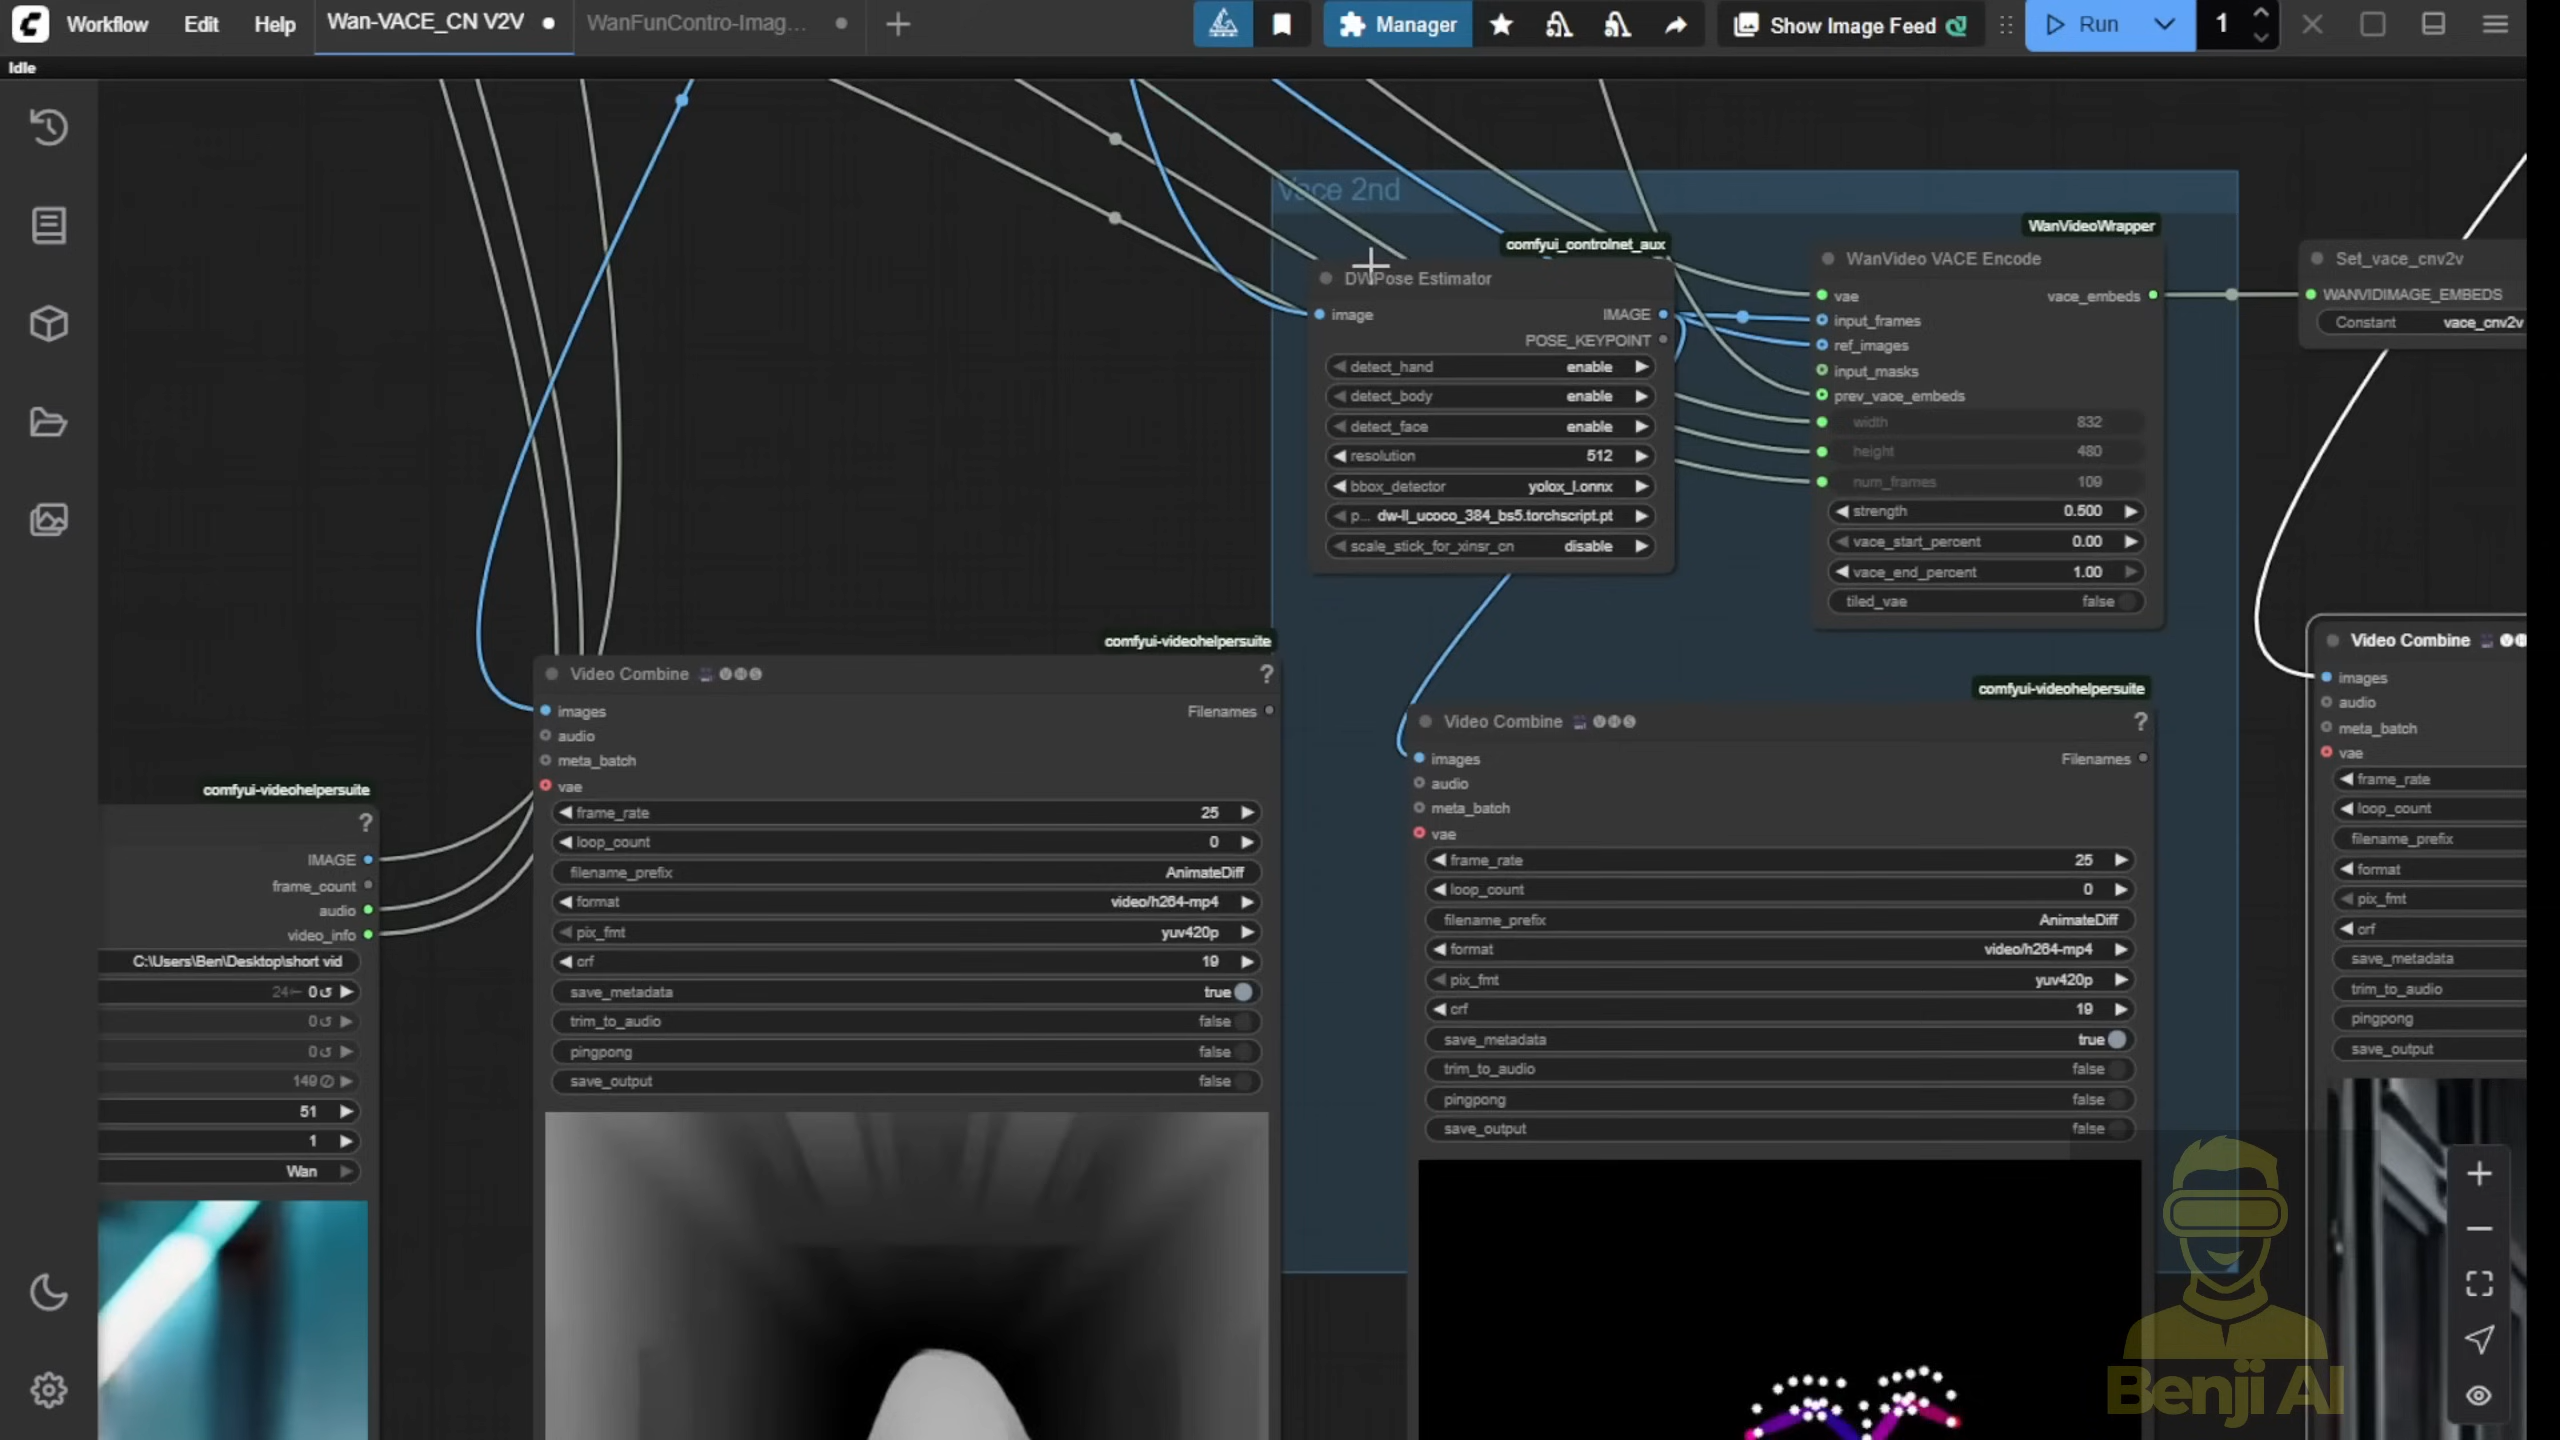 Workflow Edit Help Wan-VACE_CN V2V WanFunContro-Imag... Manager Show Image Feed Run 1
Idle
Vace 2nd
comfyui_controlnet_aux
DWPose Estimator
image IMAGE
POSE_KEYPOINT
detect_hand enable
detect_body enable
detect_face enable
resolution 512
bbox_detector yolox_l.onnx
p... dw-ll_ucoco_384_bs5.torchscript.pt
scale_stick_for_xinsr_cn disable
WanVideoWrapper
WanVideo VACE Encode
vae vace_embeds
input_frames
ref_images
input_masks
prev_vace_embeds
width 832
height 480
num_frames 109
strength 0.500
vace_start_percent 0.00
vace_end_percent 1.00
tiled_vae false
Set_vace_cnv2v
WANVIDIMAGE_EMBEDS
Constant vace_cnv2v
comfyui-videohelpersuite
?
IMAGE
frame_count
audio
video_info
C:\Users\Ben\Desktop\short vid
24← 0
0
0
149
51
1
Wan
comfyui-videohelpersuite
Video Combine VHS ?
images Filenames
audio
meta_batch
vae
frame_rate 25
loop_count 0
filename_prefix AnimateDiff
format video/h264-mp4
pix_fmt yuv420p
crf 19
save_metadata true
trim_to_audio false
pingpong false
save_output false
comfyui-videohelpersuite
Video Combine VHS ?
images Filenames
audio
meta_batch
vae
frame_rate 25
loop_count 0
filename_prefix AnimateDiff
format video/h264-mp4
pix_fmt yuv420p
crf 19
save_metadata true
trim_to_audio false
pingpong false
save_output false
Video Combine
images
audio
meta_batch
vae
frame_rate
loop_count
filename_prefix
format
pix_fmt
crf
save_metadata
trim_to_audio
pingpong
save_output
Benji AI